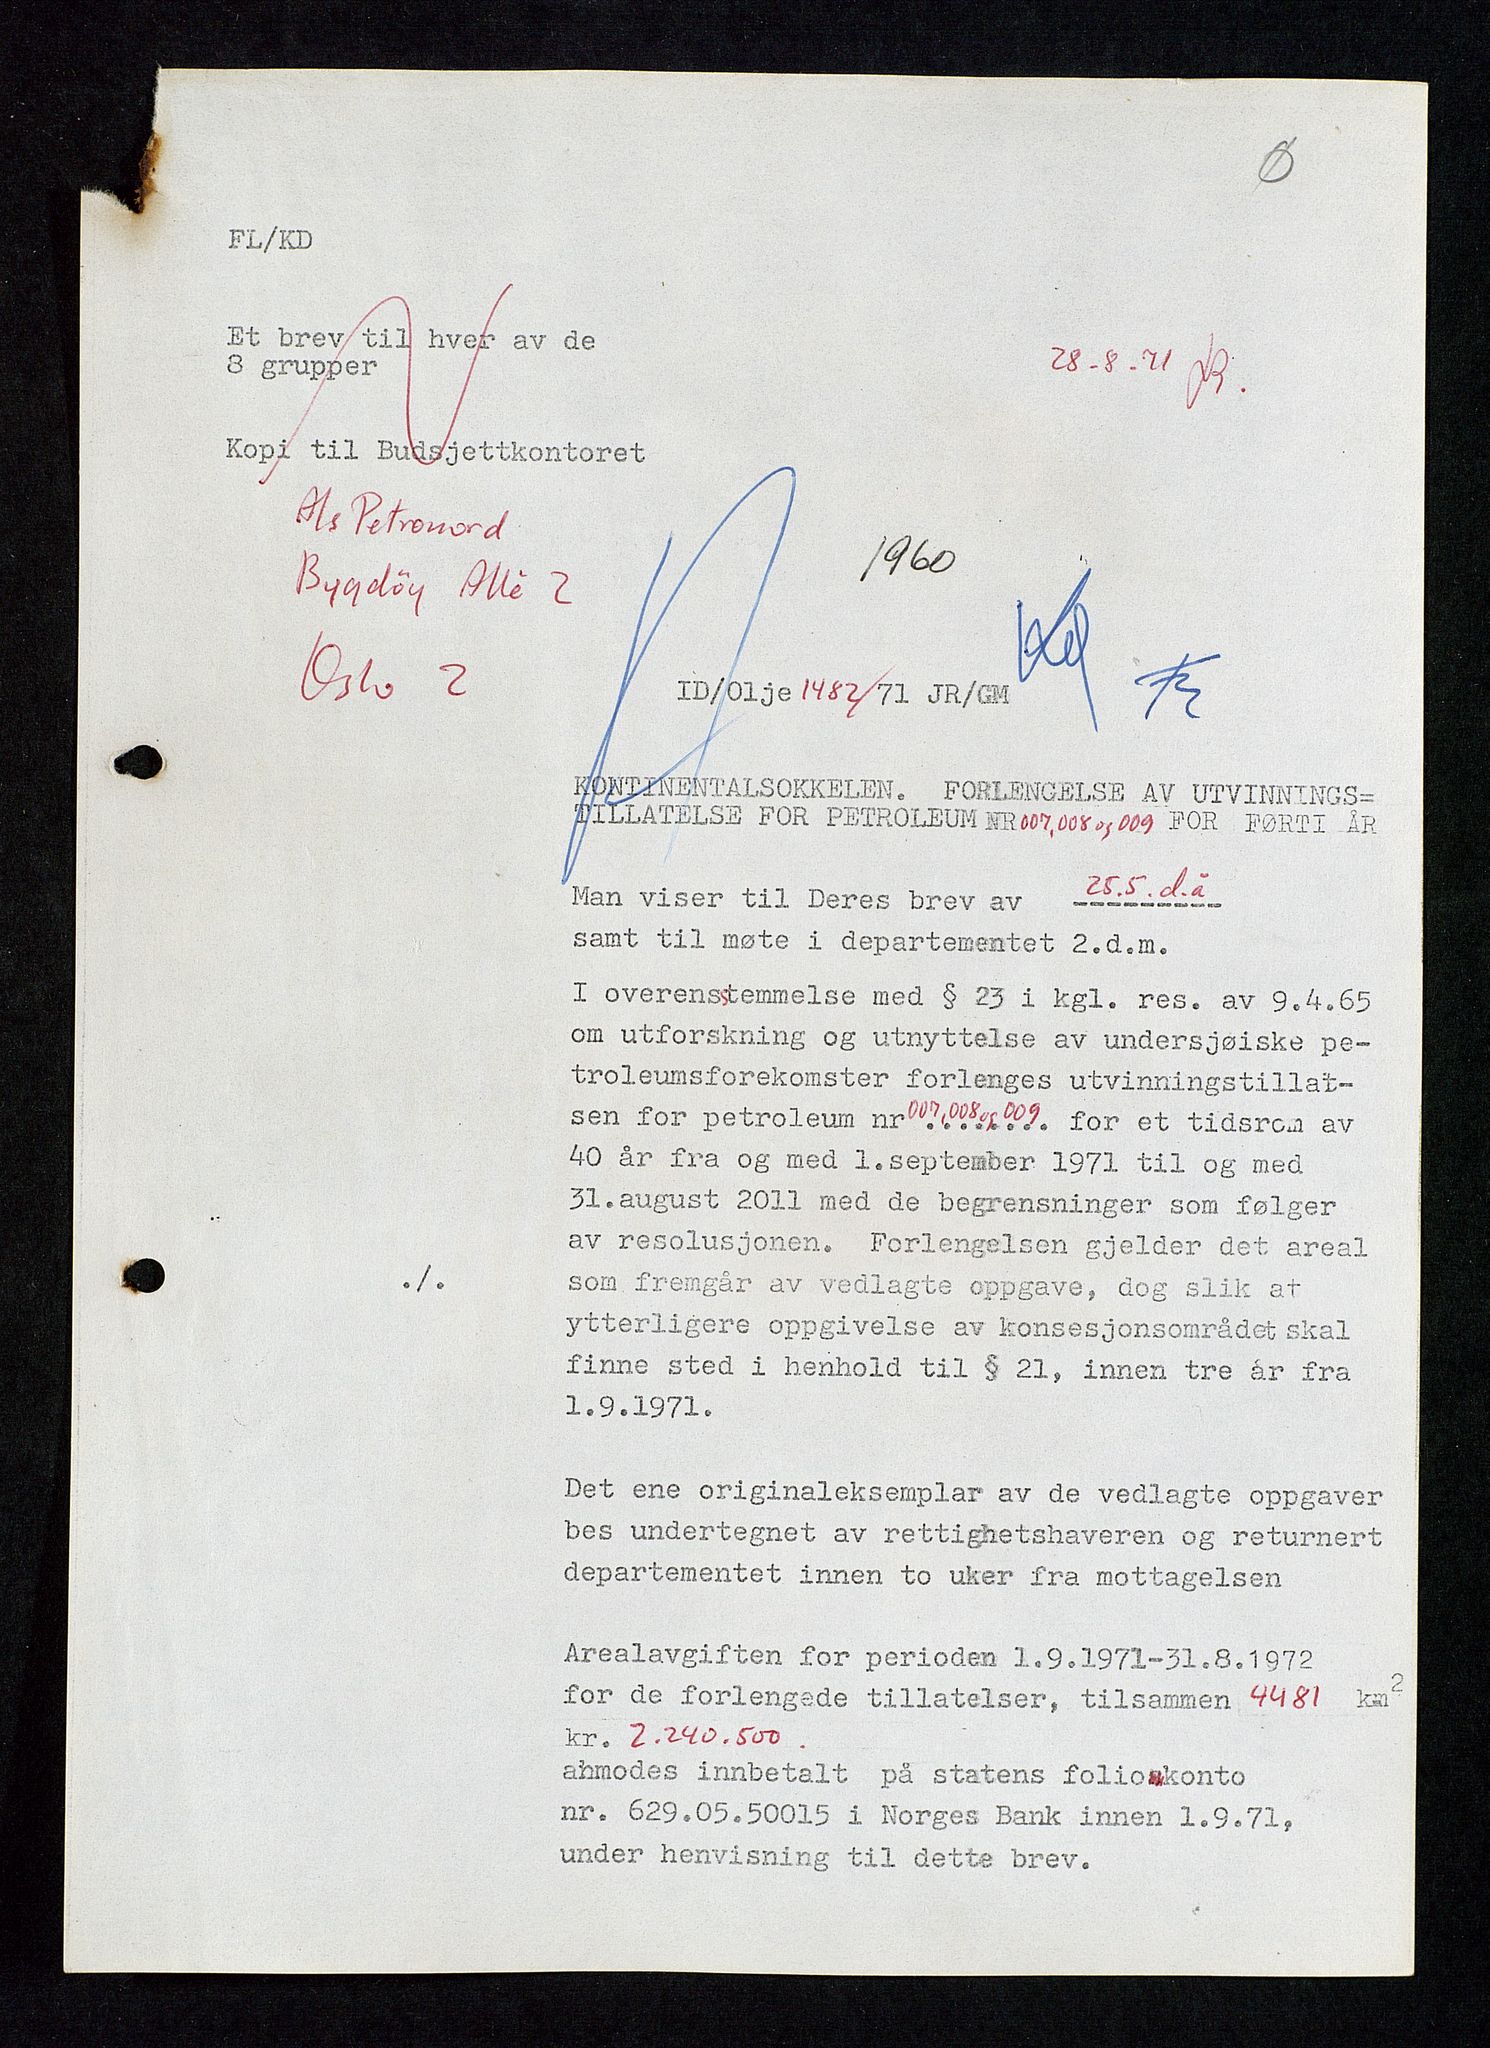 Ø
FL/KD
Et brev til hver av de
8 grupper
28-8-71 JR.
Kopi til Budsjettkontoret
A/s Petronord
Bygdöy Allé 2
Oslo 2
1960
ID/Olje 1482/71 JR/GM
KONTINENTALSOKKELEN. FORLENGELSE AV UTVINNINGS=
TILLATELSE FOR PETROLEUM NR 007, 008 og 009 FOR FØRTI ÅR
Man viser til Deres brev av 25.5. d.å
samt til møte i departementet 2.d.m.
I overensstemmelse med § 23 i kgl. res. av 9.4.65
om utforskning og utnyttelse av undersjøiske pe-
troleumsforekomster forlenges utvinningstillat-
sen for petroleum nr 007, 008 og 009. for et tidsrom av
40 år fra og med 1.september 1971 til og med
31.august 2011 med de begrensninger som følger
av resolusjonen. Forlengelsen gjelder det areal
./. som fremgår av vedlagte oppgave, dog slik at
ytterligere oppgivelse av konsesjonsområdet skal
finne sted i henhold til § 21, innen tre år fra
1.9.1971.
Det ene originaleksemplar av de vedlagte oppgaver
bes undertegnet av rettighetshaveren og returnert
departementet innen to uker fra mottagelsen
Arealavgiften for perioden 1.9.1971-31.8.1972
for de forlengede tillatelser, tilsammen 4481 km²
kr. 2.240.500.
ahmodes innbetalt på statens foliokonto
nr. 629.05.50015 i Norges Bank innen 1.9.71,
under henvisning til dette brev.